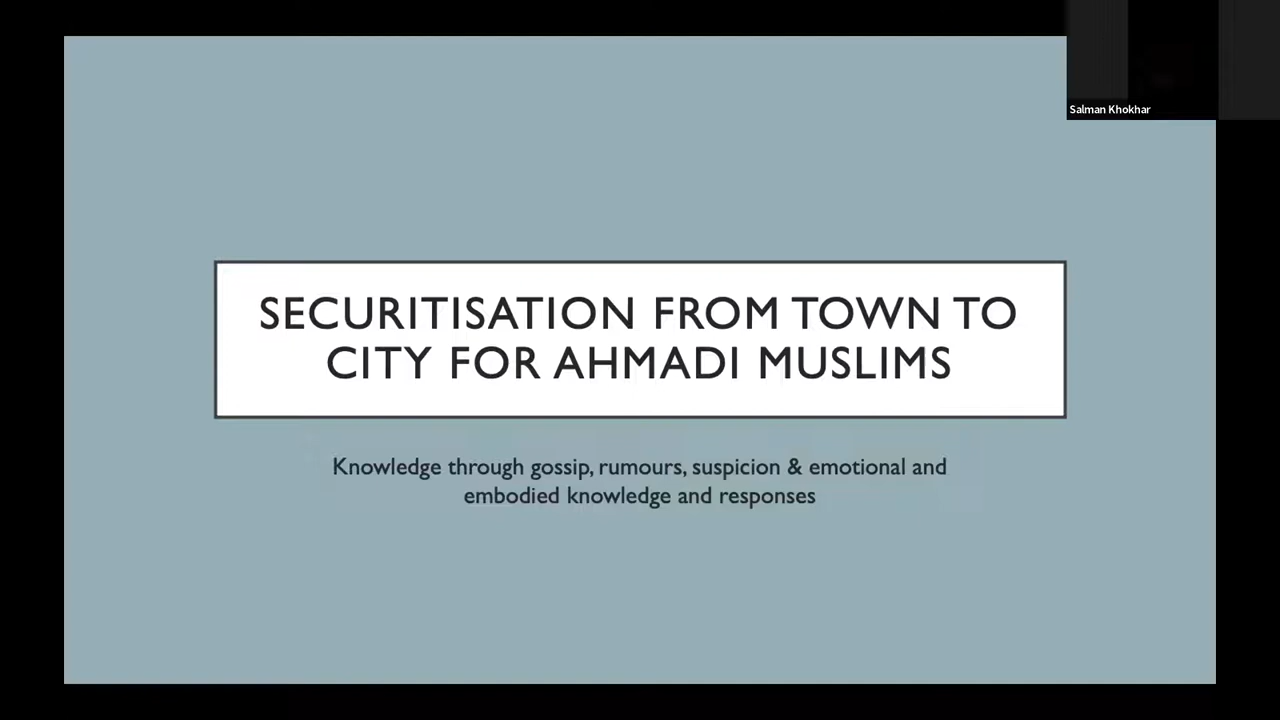 Salman Khokhar
SECURITISATION FROM TOWN TO
CITY FOR AHMADI MUSLIMS
Knowledge through gossip, rumours, suspicion & emotional and
embodied knowledge and responses